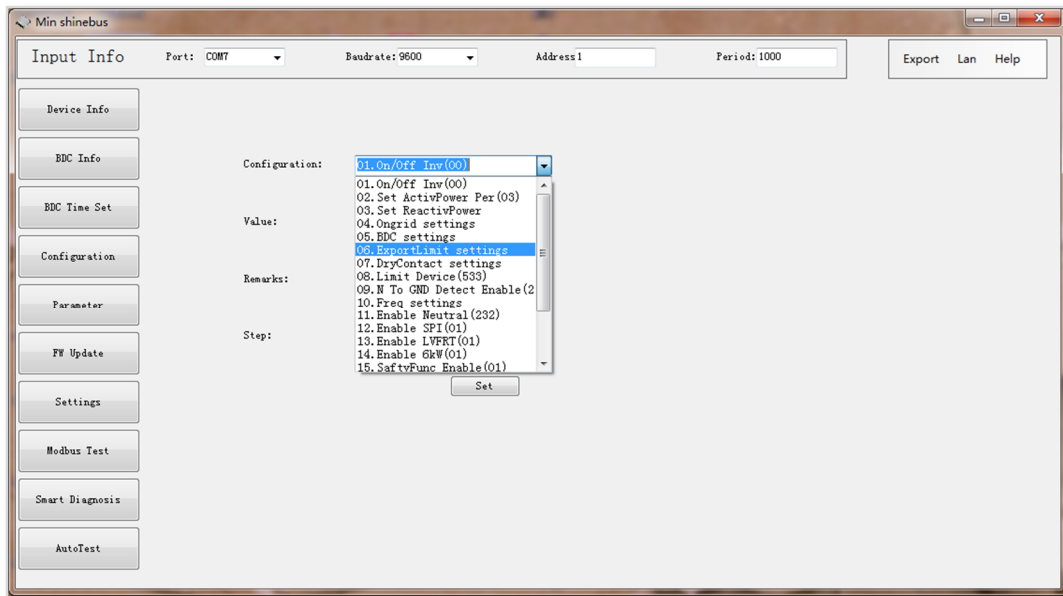 Min shinebus
Input Info Port: COM7 Baudrate: 9600 Address 1 Period: 1000 Export Lan Help
Device Info
BDC Info
BDC Time Set
Configuration
Parameter
FW Update
Settings
Modbus Test
Smart Diagnosis
AutoTest
Configuration: 01.On/Off Inv(00)
01.On/Off Inv(00)
02.Set ActivPower Per(03)
03.Set ReactivPower
Value:
04.Ongrid settings
05.BDC settings
06.ExportLimit settings
07.DryContact settings
Remarks:
08.Limit Device(533)
09.N To GND Detect Enable(2
10.Freq settings
11.Enable Neutral(232)
12.Enable SPI(01)
Step:
13.Enable LVFRT(01)
14.Enable 6kW(01)
15.SaftyFunc Enable(01)
Set